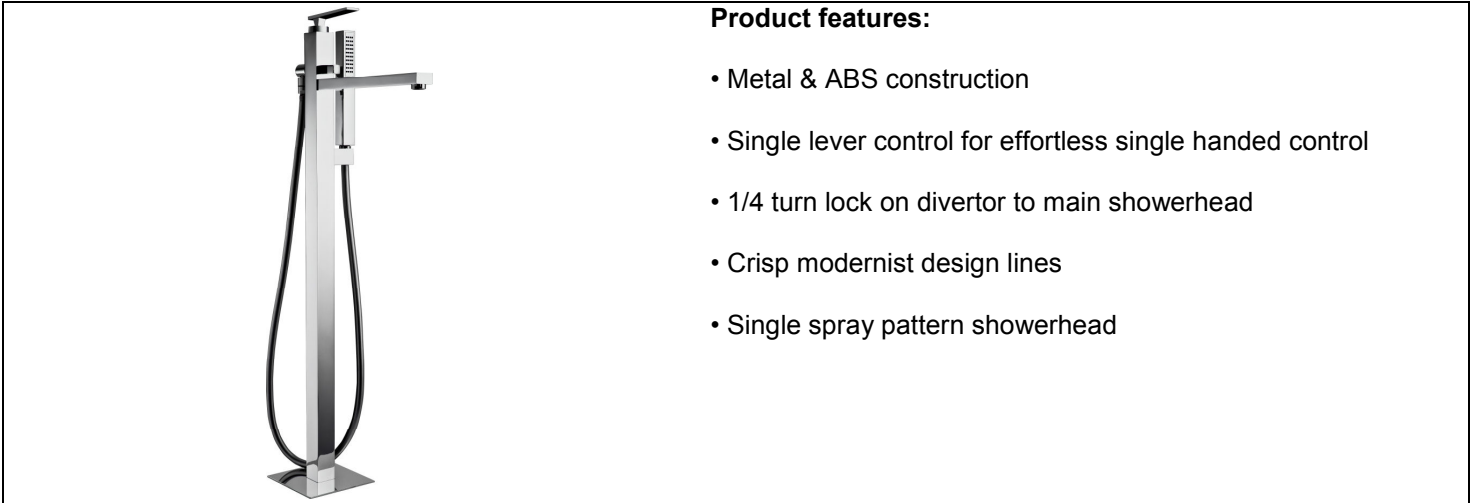 Product features:
• Metal & ABS construction
• Single lever control for effortless single handed control
• 1/4 turn lock on divertor to main showerhead
• Crisp modernist design lines
• Single spray pattern showerhead